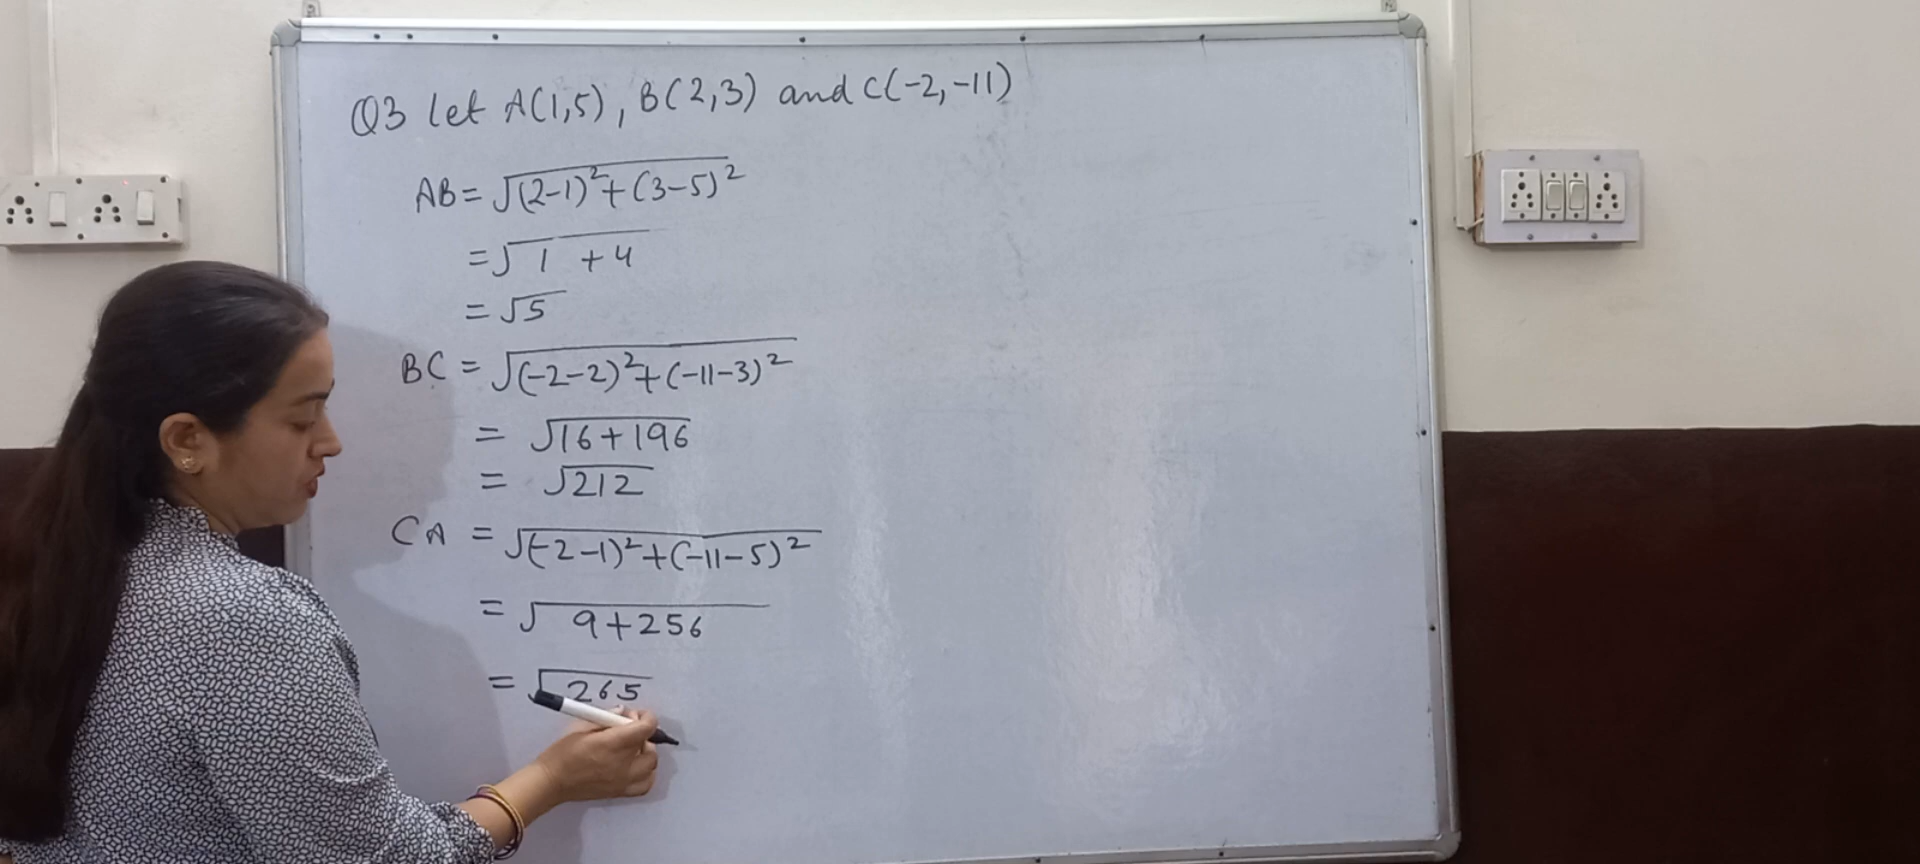 Q3 Let A(1,5), B(2,3) and C(-2,-11)
AB = √(2-1)²+(3-5)²
= √1 + 4
= √5
BC = √(-2-2)²+(-11-3)²
= √16+196
= √212
CA = √(-2-1)²+(-11-5)²
= √9+256
= √265